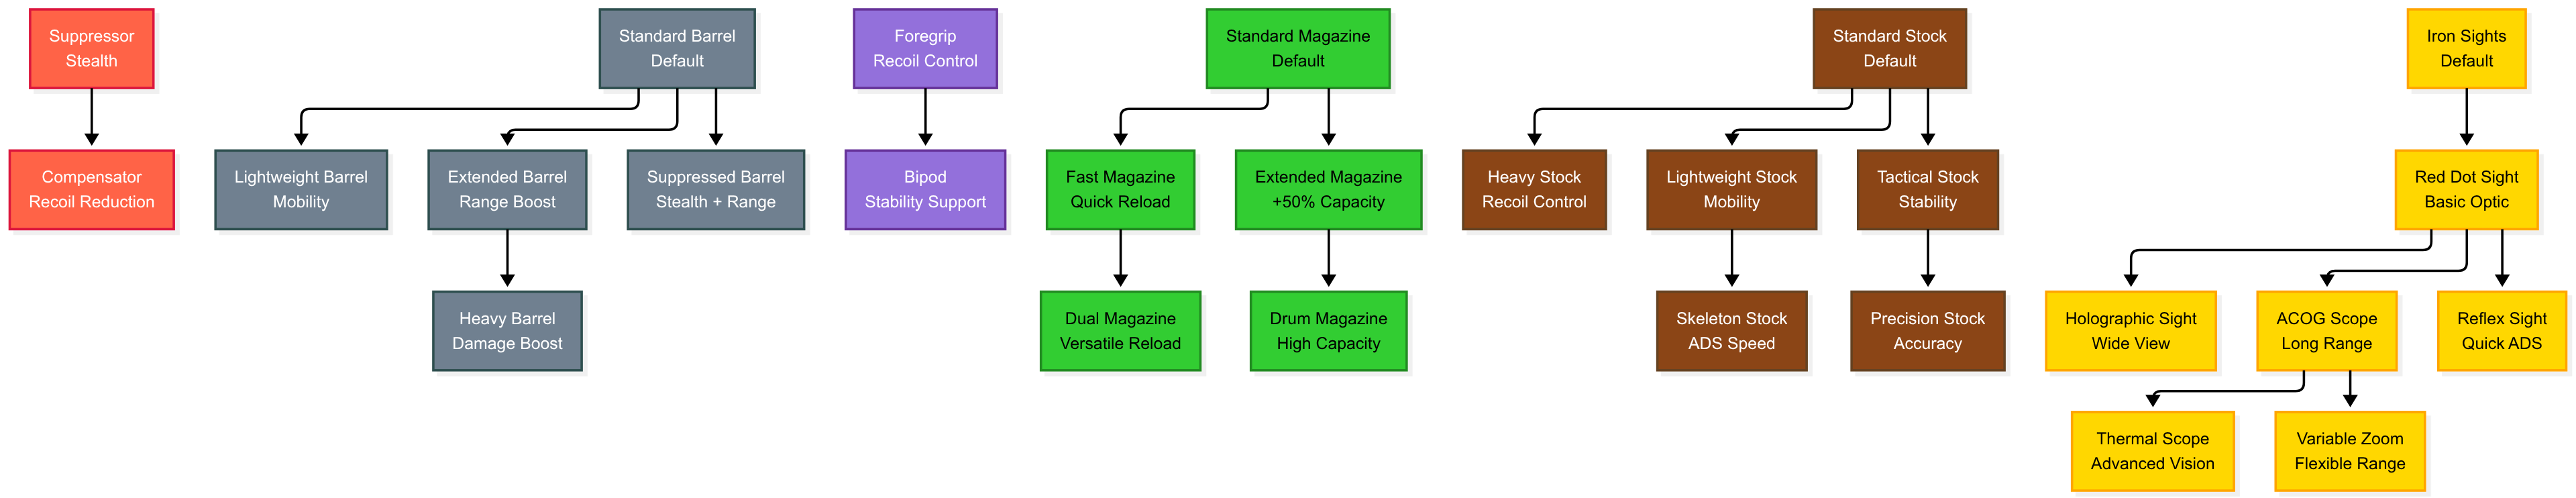 Suppressor
Stealth
Standard Barrel
Default
Foregrip
Recoil Control
Standard Magazine
Default
Standard Stock
Default
Iron Sights
Default
Compensator
Recoil Reduction
Lightweight Barrel
Mobility
Extended Barrel
Range Boost
Suppressed Barrel
Stealth + Range
Bipod
Stability Support
Fast Magazine
Quick Reload
Extended Magazine
+50% Capacity
Heavy Stock
Recoil Control
Lightweight Stock
Mobility
Tactical Stock
Stability
Red Dot Sight
Basic Optic
Heavy Barrel
Damage Boost
Dual Magazine
Versatile Reload
Drum Magazine
High Capacity
Skeleton Stock
ADS Speed
Precision Stock
Accuracy
Holographic Sight
Wide View
ACOG Scope
Long Range
Reflex Sight
Quick ADS
Thermal Scope
Advanced Vision
Variable Zoom
Flexible Range